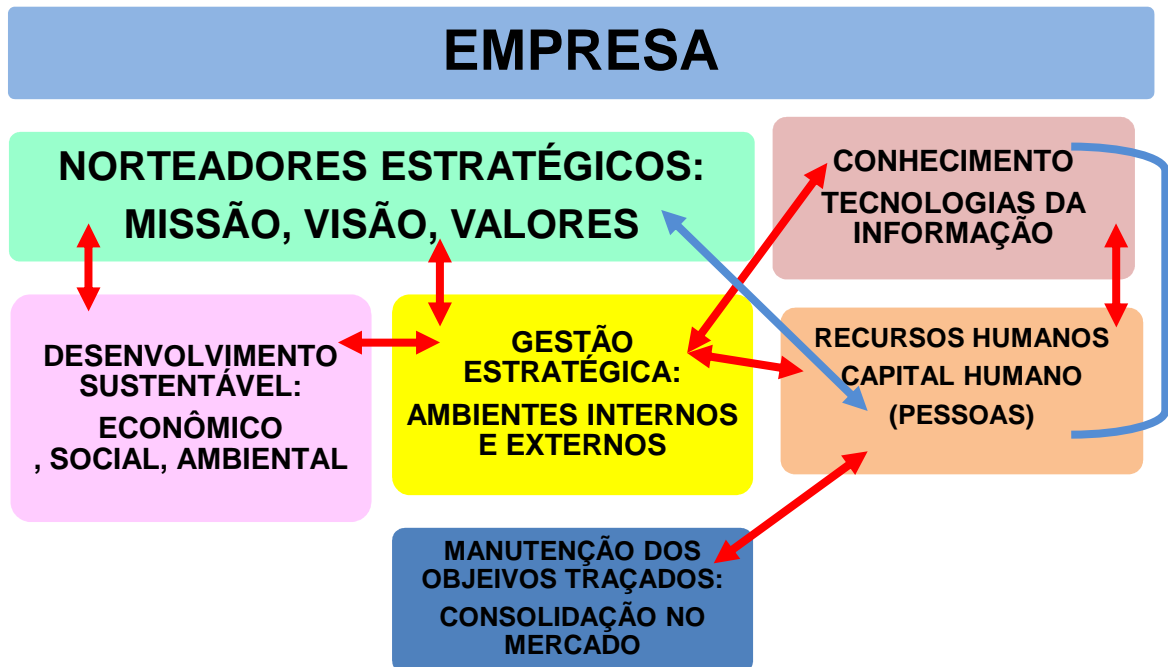 EMPRESA
NORTEADORES ESTRATÉGICOS:
MISSÃO, VISÃO, VALORES
CONHECIMENTO
TECNOLOGIAS DA
INFORMAÇÃO
DESENVOLVIMENTO
SUSTENTÁVEL:
ECONÔMICO
, SOCIAL, AMBIENTAL
GESTÃO
ESTRATÉGICA:
AMBIENTES INTERNOS
E EXTERNOS
RECURSOS HUMANOS
CAPITAL HUMANO
(PESSOAS)
MANUTENÇÃO DOS
OBJEIVOS TRAÇADOS:
CONSOLIDAÇÃO NO
MERCADO